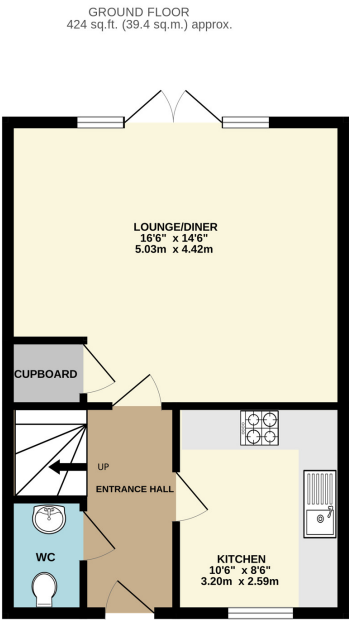 GROUND FLOOR
424 sq.ft. (39.4 sq.m.) approx.
LOUNGE/DINER
16'6" x 14'6"
5.03m x 4.42m
CUPBOARD
UP
ENTRANCE HALL
WC
KITCHEN
10'6" x 8'6"
3.20m x 2.59m